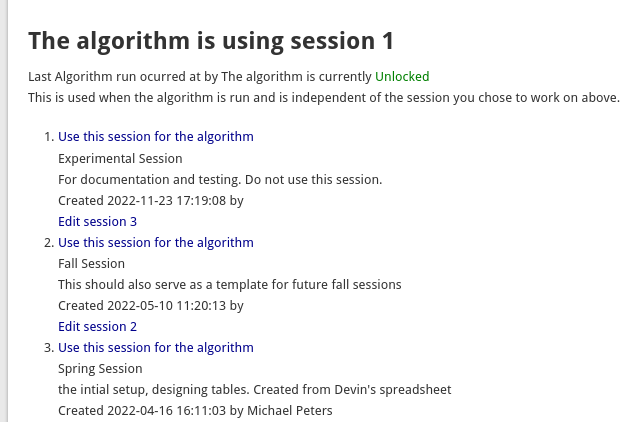 The algorithm is using session 1
Last Algorithm run ocurred at by The algorithm is currently Unlocked
This is used when the algorithm is run and is independent of the session you chose to work on above.
1. Use this session for the algorithm
Experimental Session
For documentation and testing. Do not use this session.
Created 2022-11-23 17:19:08 by
Edit session 3
2. Use this session for the algorithm
Fall Session
This should also serve as a template for future fall sessions
Created 2022-05-10 11:20:13 by
Edit session 2
3. Use this session for the algorithm
Spring Session
the intial setup, designing tables. Created from Devin's spreadsheet
Created 2022-04-16 16:11:03 by Michael Peters